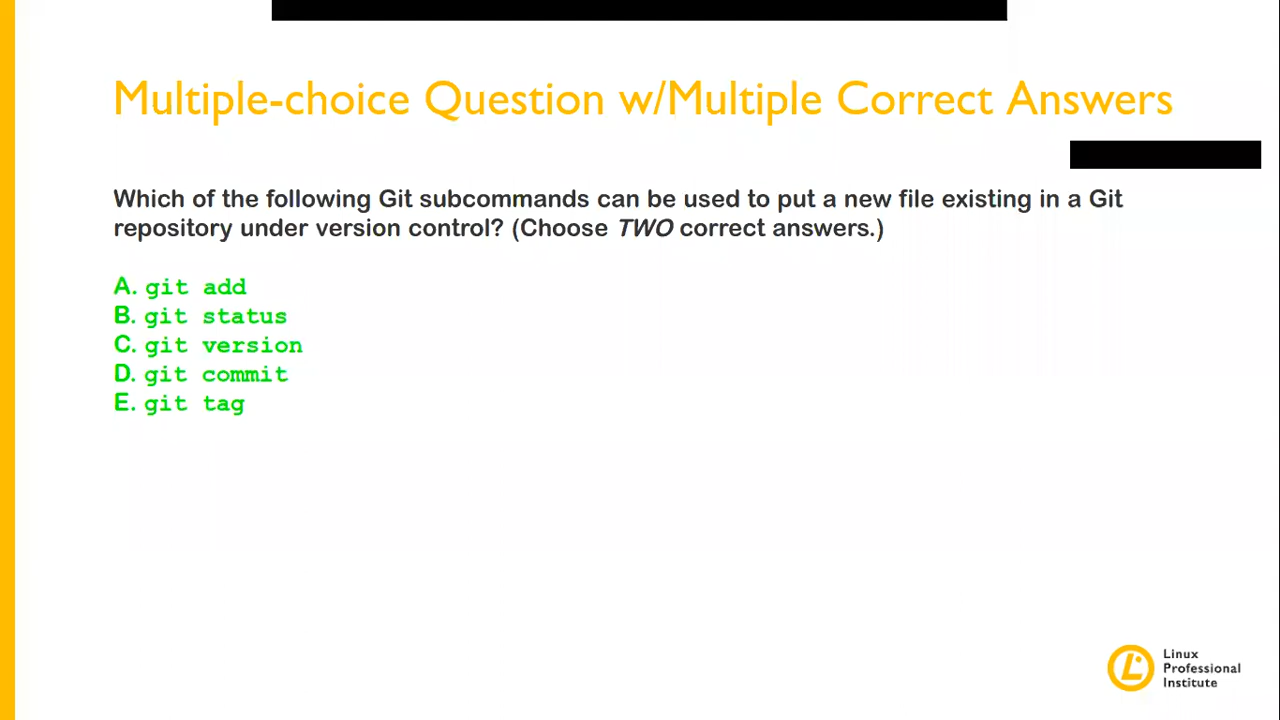 Multiple-choice Question w/Multiple Correct Answers
Which of the following Git subcommands can be used to put a new file existing in a Git
repository under version control? (Choose TWO correct answers.)
A. git add
B. git status
C. git version
D. git commit
E. git tag
Linux
Professional
Institute